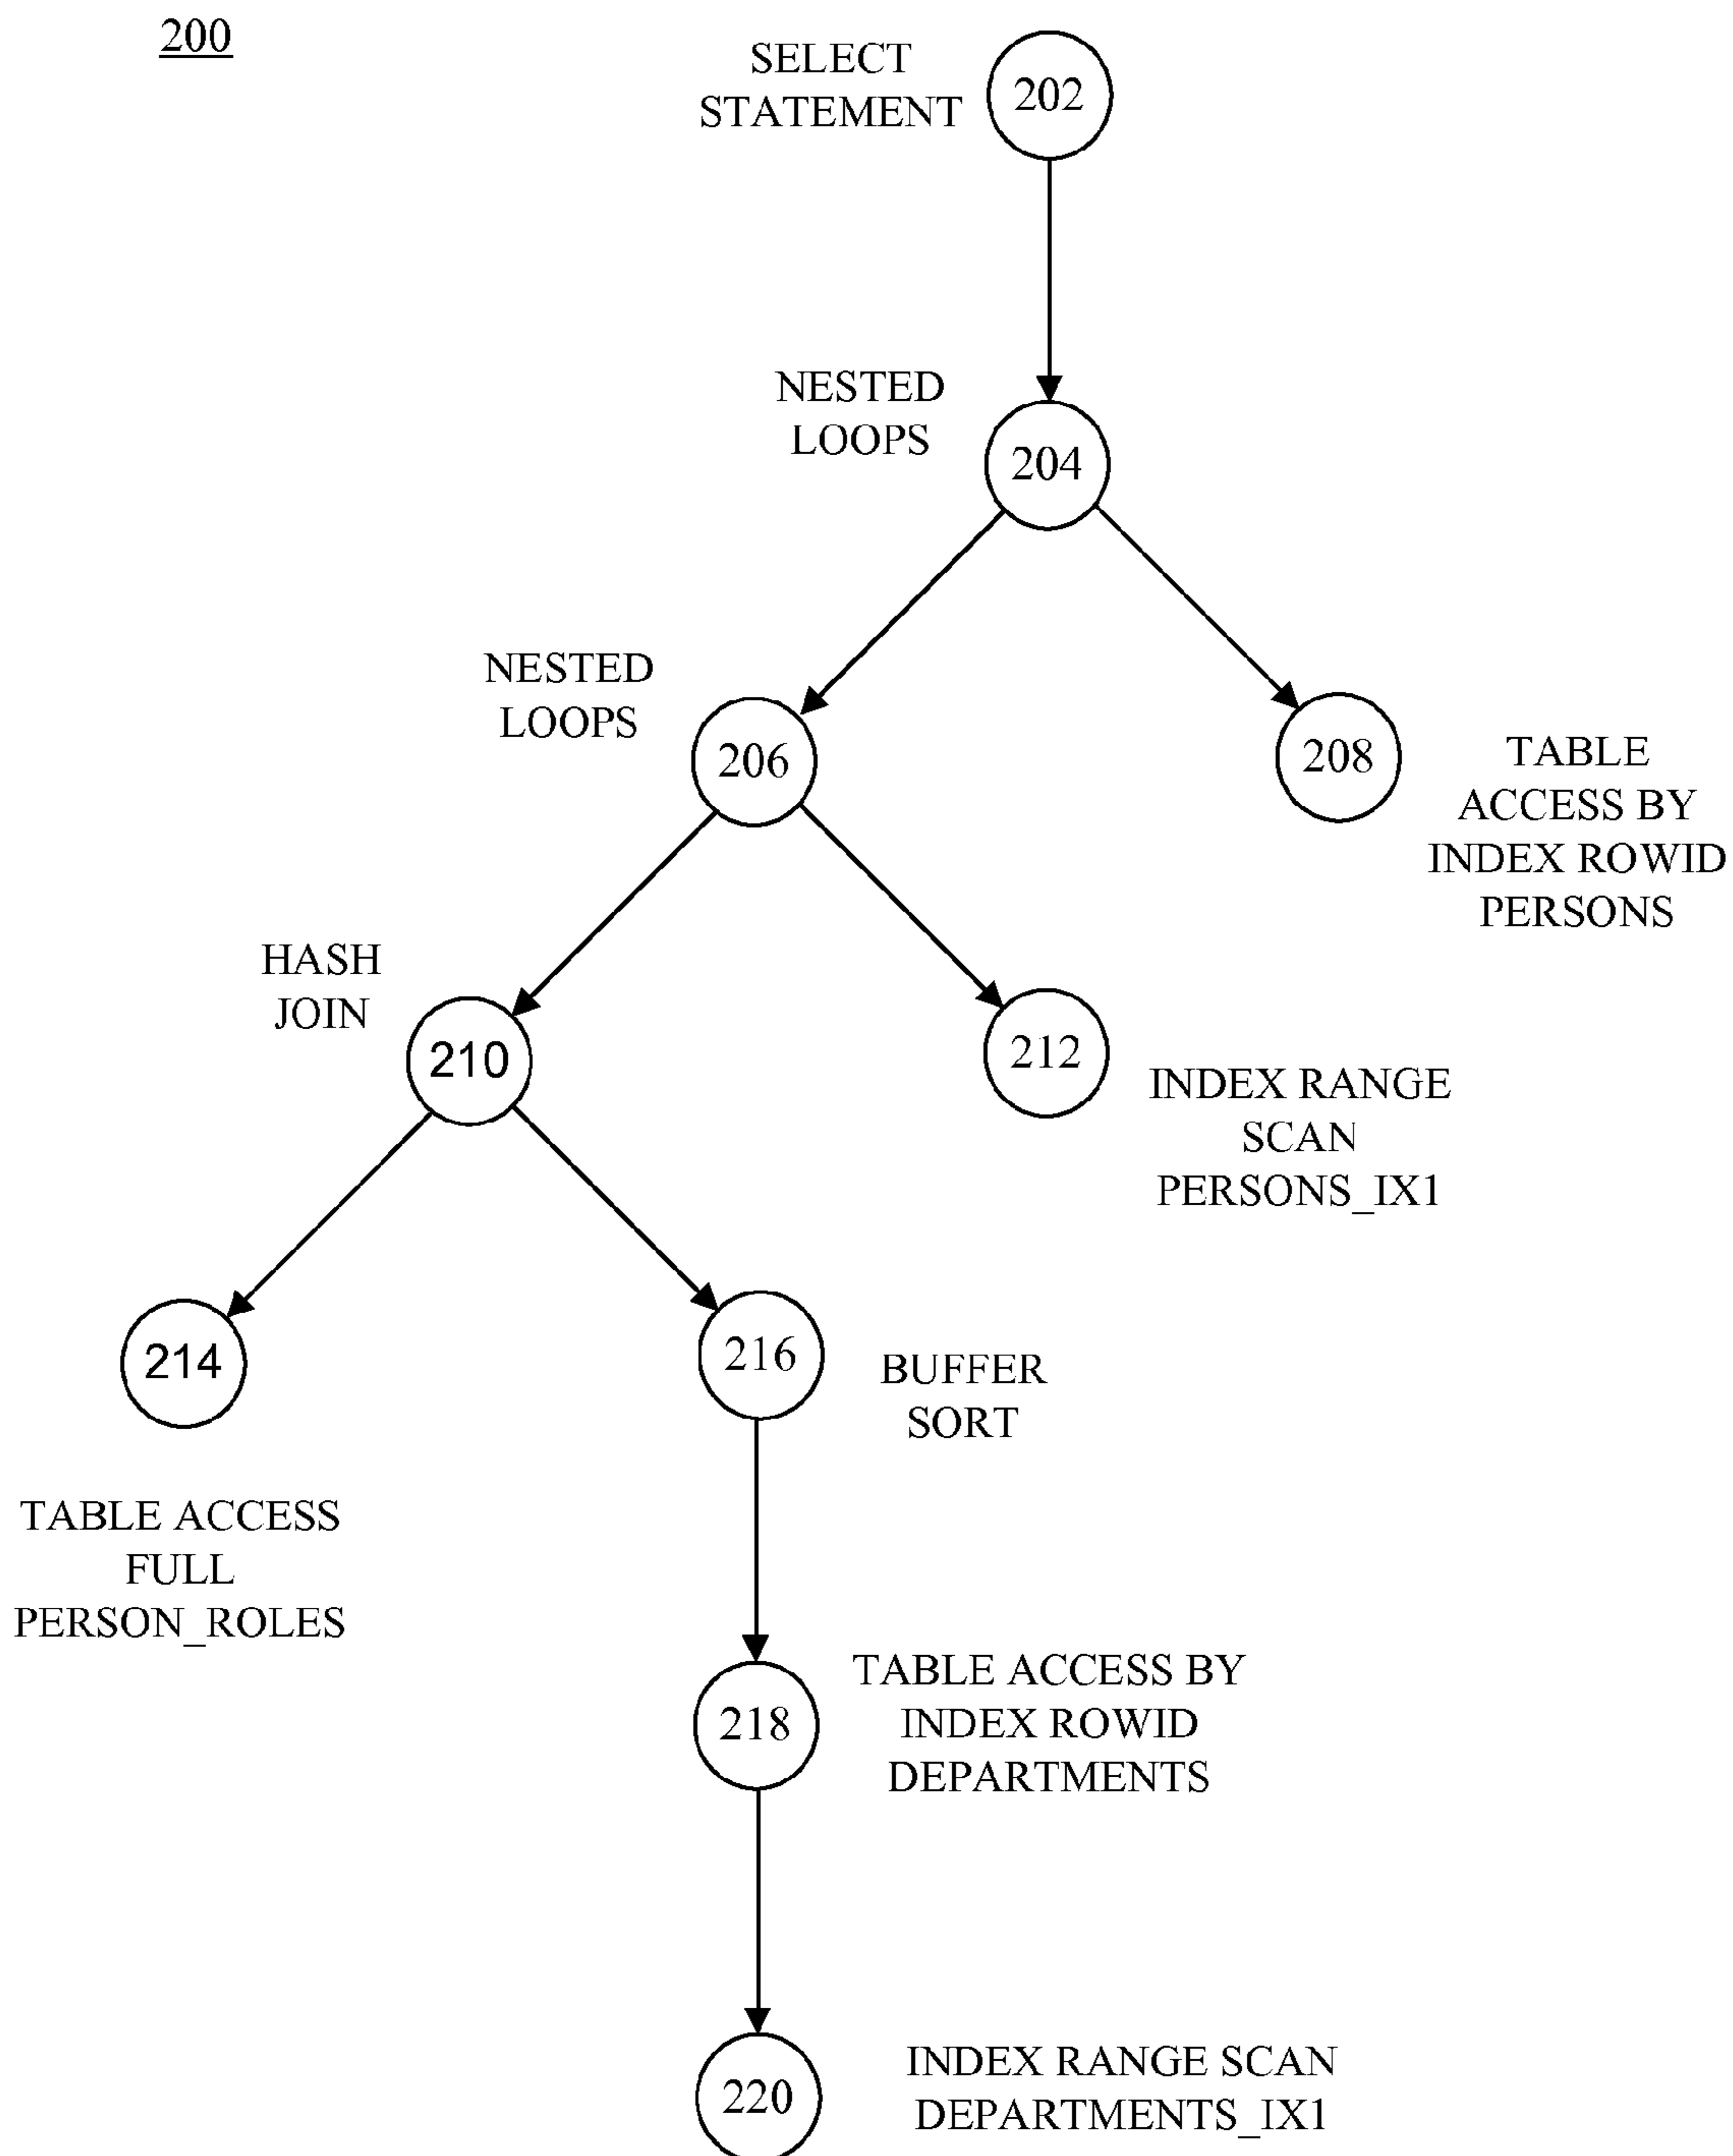 200
SELECT
STATEMENT
202
NESTED
LOOPS
204
NESTED
LOOPS
206
208
TABLE
ACCESS BY
INDEX ROWID
PERSONS
HASH
JOIN
210
212
INDEX RANGE
SCAN
PERSONS_IX1
214
216
BUFFER
SORT
TABLE ACCESS
FULL
PERSON_ROLES
218
TABLE ACCESS BY
INDEX ROWID
DEPARTMENTS
220
INDEX RANGE SCAN
DEPARTMENTS_IX1